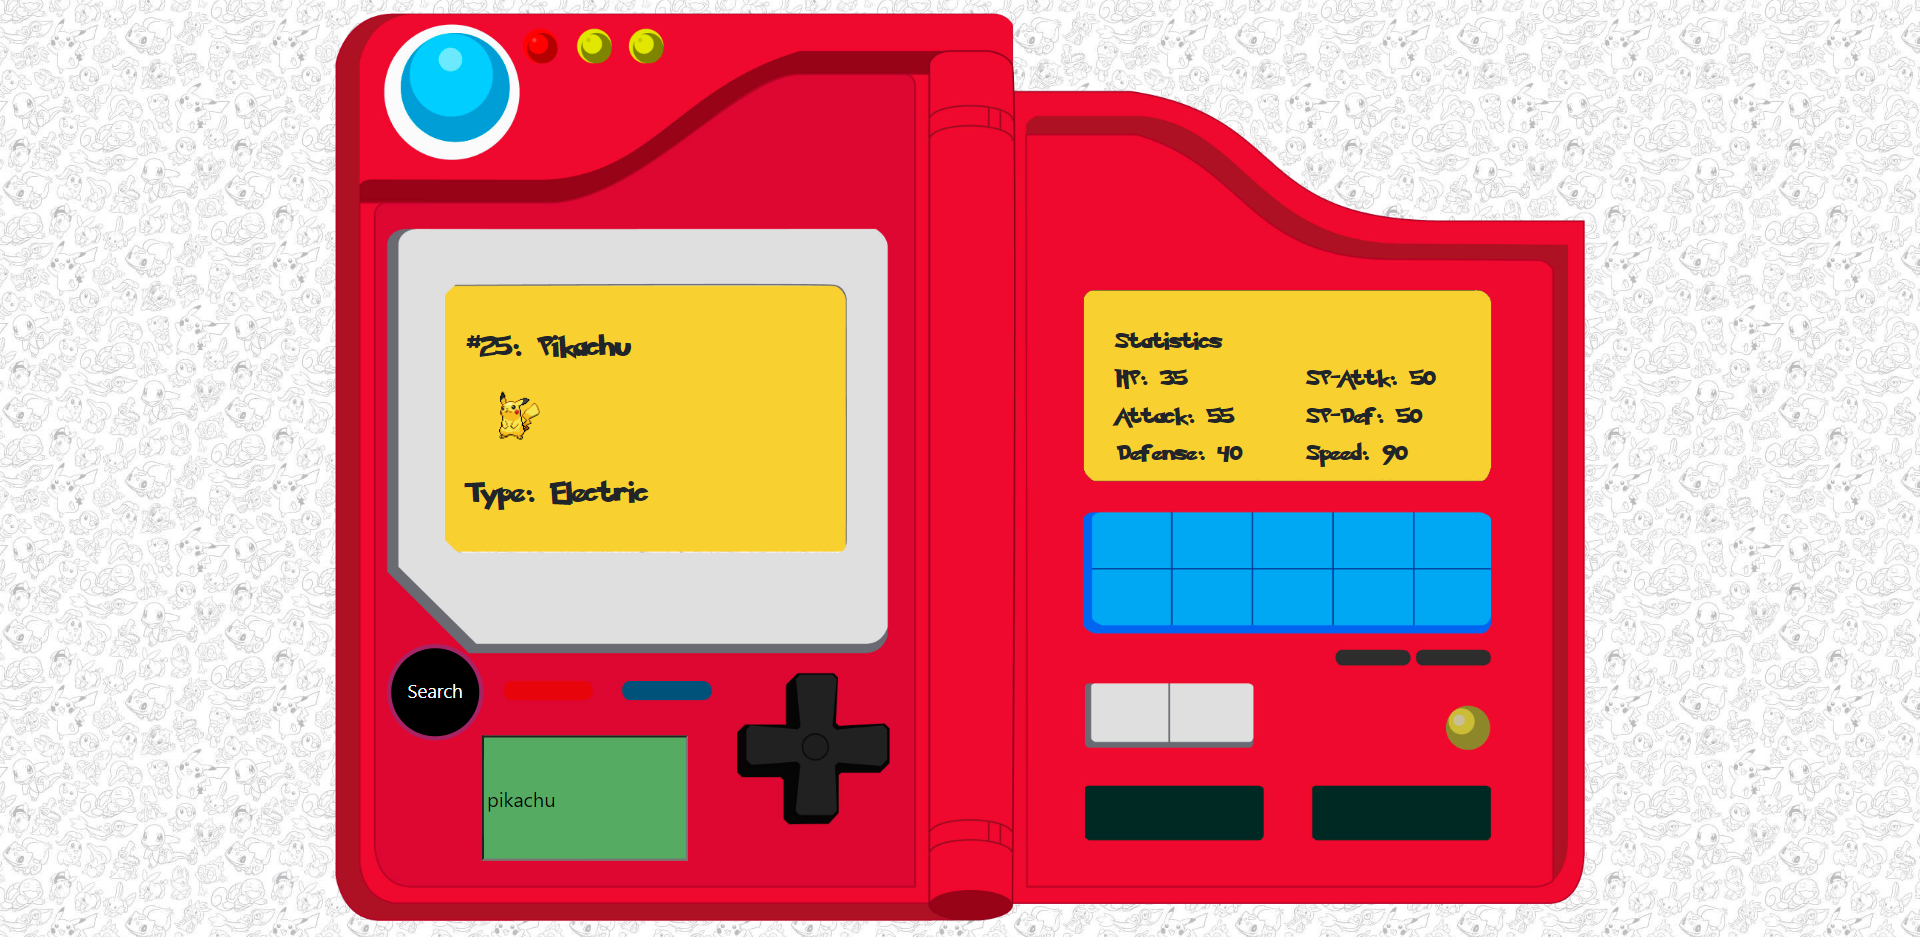 #25: Pikachu
Type: Electric
Search
pikachu
Statistics
HP: 35 SP-Attk: 50
Attack: 55 SP-Def: 50
Defense: 40 Speed: 90